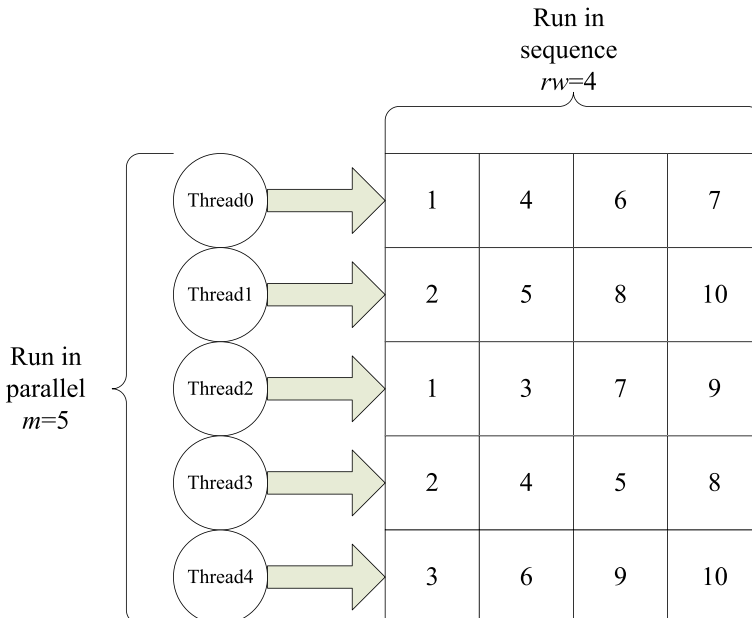 Run in
sequence
rw=4
Thread0 1 4 6 7
Thread1 2 5 8 10
Run in
parallel
m=5
Thread2 1 3 7 9
Thread3 2 4 5 8
Thread4 3 6 9 10